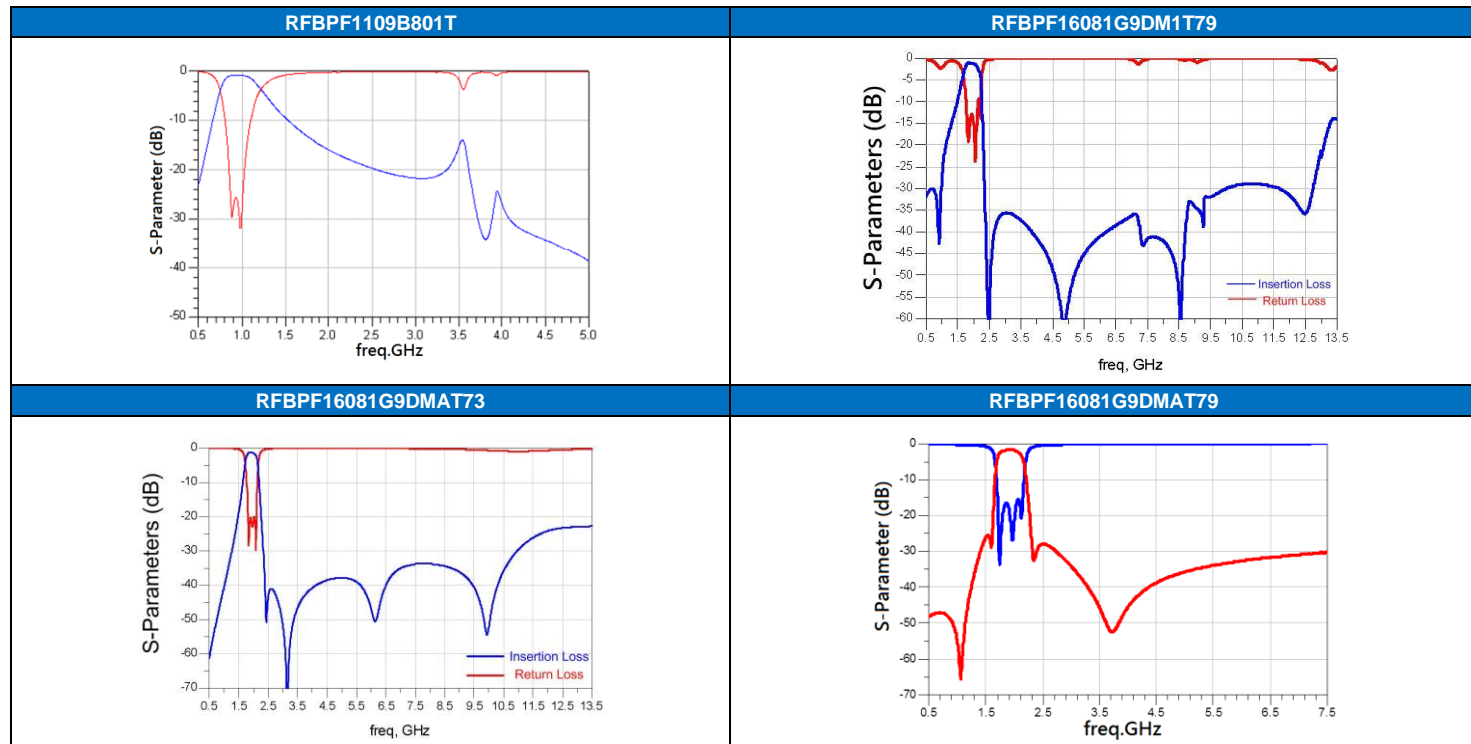 RFBPF1109B801T
S-Parameter (dB)
0
-10
-20
-30
-40
-50
0.5 1.0 1.5 2.0 2.5 3.0 3.5 4.0 4.5 5.0
freq.GHz
RFBPF16081G9DM1T79
S-Parameters (dB)
0
-5
-10
-15
-20
-25
-30
-35
-40
-45
-50
-55
-60
Insertion Loss
Return Loss
0.5 1.5 2.5 3.5 4.5 5.5 6.5 7.5 8.5 9.5 10.5 11.5 12.5 13.5
freq, GHz
RFBPF16081G9DMAT73
S-Parameters (dB)
0
-10
-20
-30
-40
-50
-60
-70
Insertion Loss
Return Loss
0.5 1.5 2.5 3.5 4.5 5.5 6.5 7.5 8.5 9.5 10.5 11.5 12.5 13.5
freq, GHz
RFBPF16081G9DMAT79
S-Parameter (dB)
0
-10
-20
-30
-40
-50
-60
-70
0.5 1.5 2.5 3.5 4.5 5.5 6.5 7.5
freq.GHz